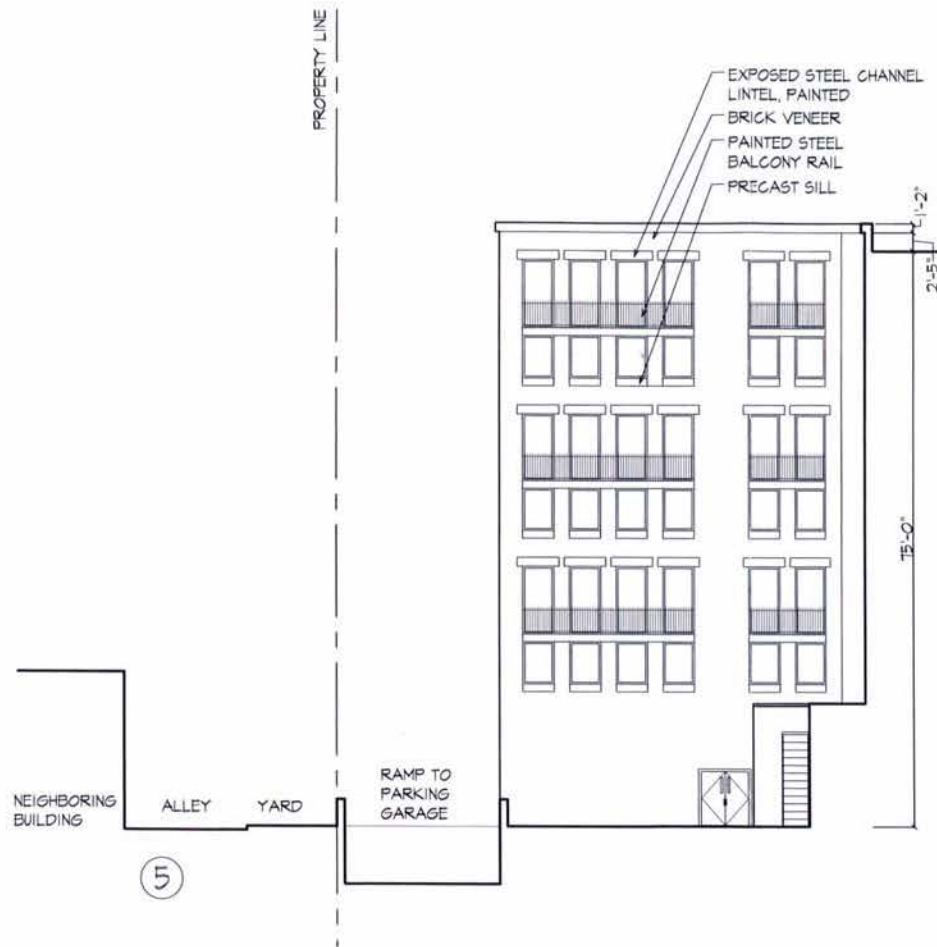 PROPERTY LINE
EXPOSED STEEL CHANNEL
LINTEL, PAINTED
BRICK VENEER
PAINTED STEEL
BALCONY RAIL
PRECAST SILL
1'-2"
2'-5"
75'-0"
NEIGHBORING
BUILDING
ALLEY
YARD
RAMP TO
PARKING
GARAGE
5